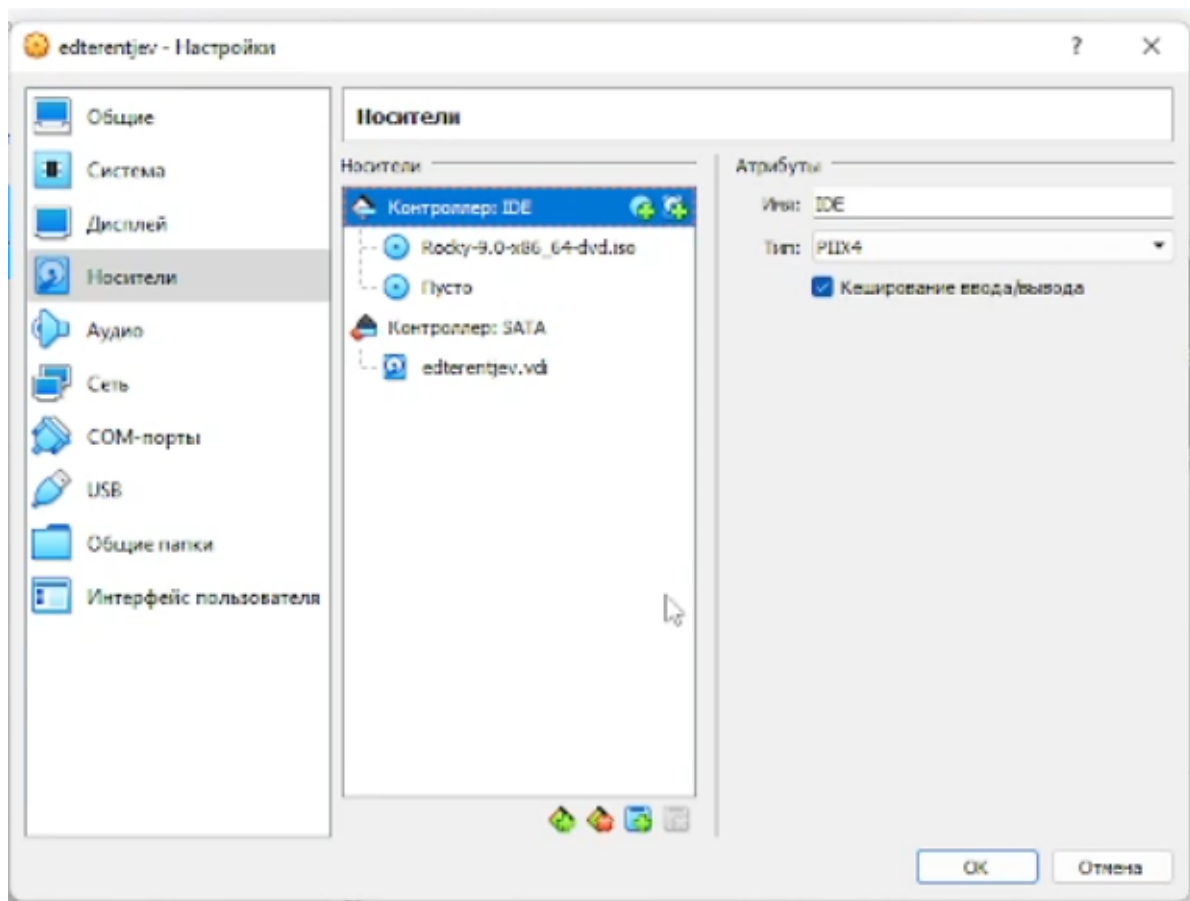 edterentjev - Настройки
?
Общие
Система
Дисплей
Носители
Аудио
Сеть
COM-порты
USB
Общие папки
Интерфейс пользователя
Носители
Носители
Контроллер: IDE
Rocky-9.0-x86_64-dvd.iso
Пусто
Контроллер: SATA
edterentjev.vdi
Атрибуты
Имя: IDE
Тип: PIIX4
Кеширование ввода/вывода
OK
Отмена